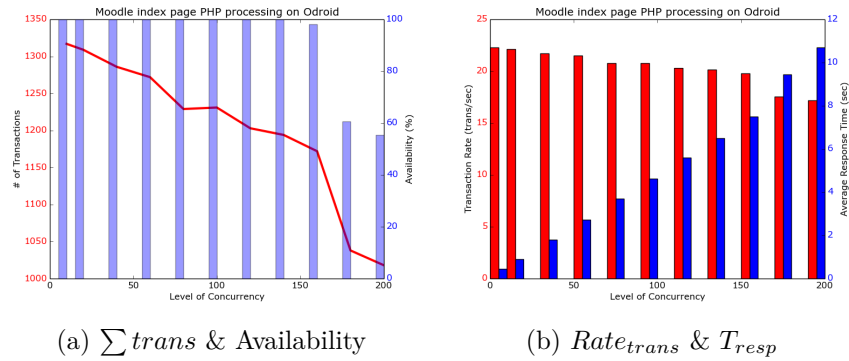 Moodle index page PHP processing on Odroid
1350
1300
1250
1200
1150
1100
1050
1000
# of Transactions
100
80
60
40
20
0
Availability (%)
0 50 100 150 200
Level of Concurrency
(a) ∑ trans & Availability
Moodle index page PHP processing on Odroid
25
20
15
10
5
0
Transaction Rate (trans/sec)
12
10
8
6
4
2
0
Average Response Time (sec)
0 50 100 150 200
Level of Concurrency
(b) Rate_trans & T_resp